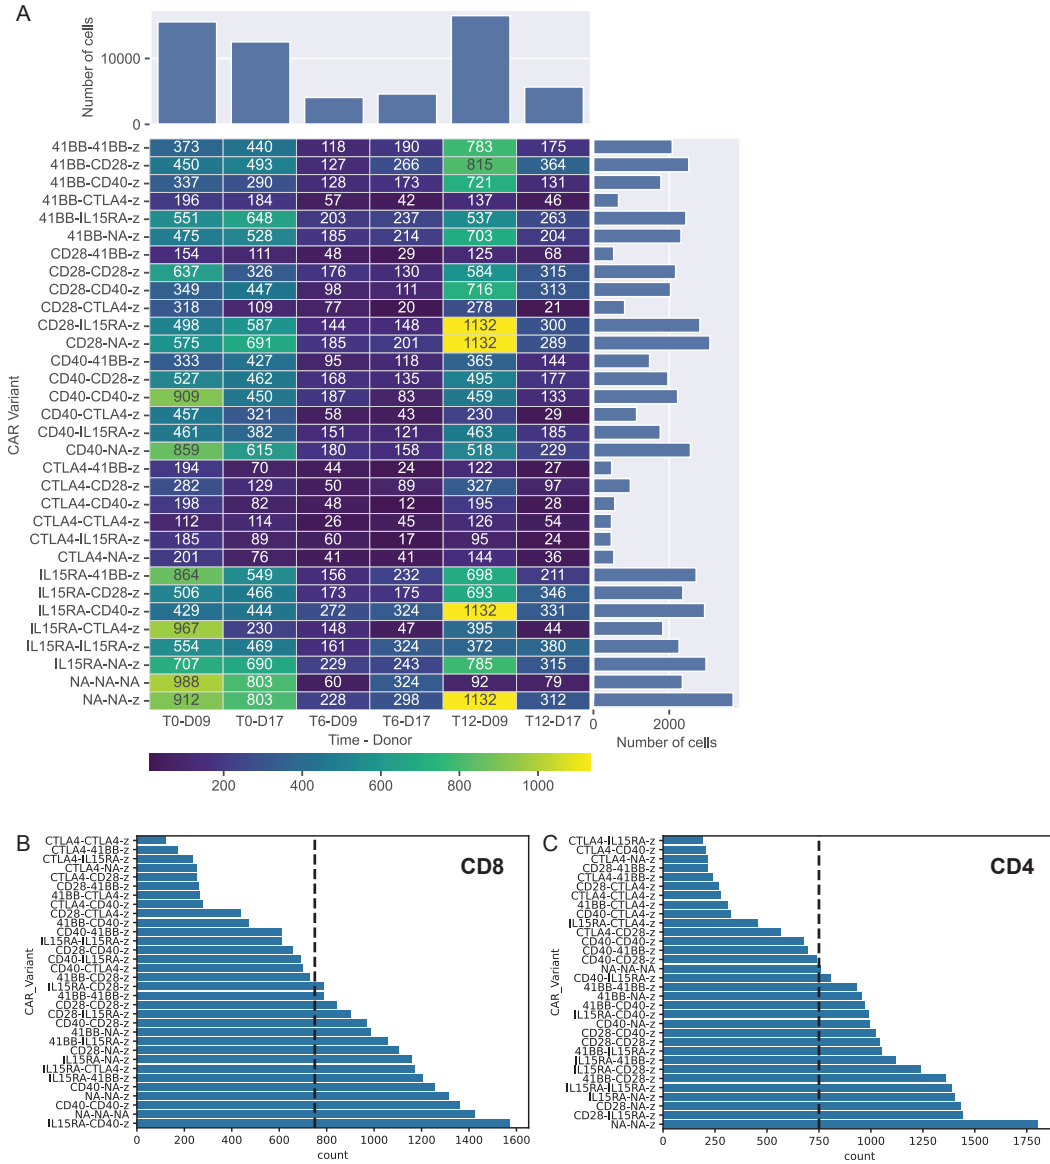 A
Number of cells
10000
0
41BB-41BB-z 373 440 118 190 783 175
41BB-CD28-z 450 493 127 266 815 364
41BB-CD40-z 337 290 128 173 721 131
41BB-CTLA4-z 196 184 57 42 137 46
41BB-IL15RA-z 551 648 203 237 537 263
41BB-NA-z 475 528 185 214 703 204
CD28-41BB-z 154 111 48 29 125 68
CD28-CD28-z 637 326 176 130 584 315
CD28-CD40-z 349 447 98 111 716 313
CD28-CTLA4-z 318 109 77 20 278 21
CD28-IL15RA-z 498 587 144 148 1132 300
CD28-NA-z 575 691 185 201 1132 289
CD40-41BB-z 333 427 95 118 365 144
CD40-CD28-z 527 462 168 135 495 177
CD40-CD40-z 909 450 187 83 459 133
CD40-CTLA4-z 457 321 58 43 230 29
CD40-IL15RA-z 461 382 151 121 463 185
CD40-NA-z 859 615 180 158 518 229
CTLA4-41BB-z 194 70 44 24 122 27
CTLA4-CD28-z 282 129 50 89 327 97
CTLA4-CD40-z 198 82 48 12 195 28
CTLA4-CTLA4-z 112 114 26 45 126 54
CTLA4-IL15RA-z 185 89 60 17 95 24
CTLA4-NA-z 201 76 41 41 144 36
IL15RA-41BB-z 864 549 156 232 698 211
IL15RA-CD28-z 506 466 173 175 693 346
IL15RA-CD40-z 429 444 272 324 1132 331
IL15RA-CTLA4-z 967 230 148 47 395 44
IL15RA-IL15RA-z 554 469 161 324 372 380
IL15RA-NA-z 707 690 229 243 785 315
NA-NA-NA 988 803 60 324 92 79
NA-NA-z 912 803 228 298 1132 312
CAR Variant
T0-D09 T0-D17 T6-D09 T6-D17 T12-D09 T12-D17
Time - Donor
0 2000
Number of cells
200 400 600 800 1000
B
CD8
CTLA4-CTLA4-z
CTLA4-41BB-z
CTLA4-IL15RA-z
CTLA4-NA-z
CTLA4-CD28-z
CD28-41BB-z
41BB-CTLA4-z
CTLA4-CD40-z
CD28-CTLA4-z
41BB-CD40-z
CD40-41BB-z
IL15RA-IL15RA-z
CD28-CD40-z
CD40-IL15RA-z
CD40-CTLA4-z
41BB-CD28-z
IL15RA-CD28-z
41BB-41BB-z
CD28-CD28-z
CD28-IL15RA-z
CD40-CD28-z
41BB-NA-z
41BB-IL15RA-z
CD28-NA-z
IL15RA-NA-z
IL15RA-CTLA4-z
IL15RA-41BB-z
CD40-NA-z
NA-NA-z
CD40-CD40-z
NA-NA-NA
IL15RA-CD40-z
CAR_Variant
0 200 400 600 800 1000 1200 1400 1600
count
C
CD4
CTLA4-IL15RA-z
CTLA4-CD40-z
CTLA4-NA-z
CD28-41BB-z
CTLA4-41BB-z
CD28-CTLA4-z
CTLA4-CTLA4-z
41BB-CTLA4-z
CD40-CTLA4-z
IL15RA-CTLA4-z
CTLA4-CD28-z
CD40-CD40-z
CD40-41BB-z
CD40-CD28-z
NA-NA-NA
CD40-IL15RA-z
41BB-41BB-z
41BB-NA-z
41BB-CD40-z
IL15RA-CD40-z
CD40-NA-z
CD28-CD40-z
CD28-CD28-z
41BB-IL15RA-z
IL15RA-41BB-z
IL15RA-CD28-z
41BB-CD28-z
IL15RA-IL15RA-z
IL15RA-NA-z
CD28-NA-z
CD28-IL15RA-z
NA-NA-z
CAR_Variant
0 250 500 750 1000 1250 1500 1750
count